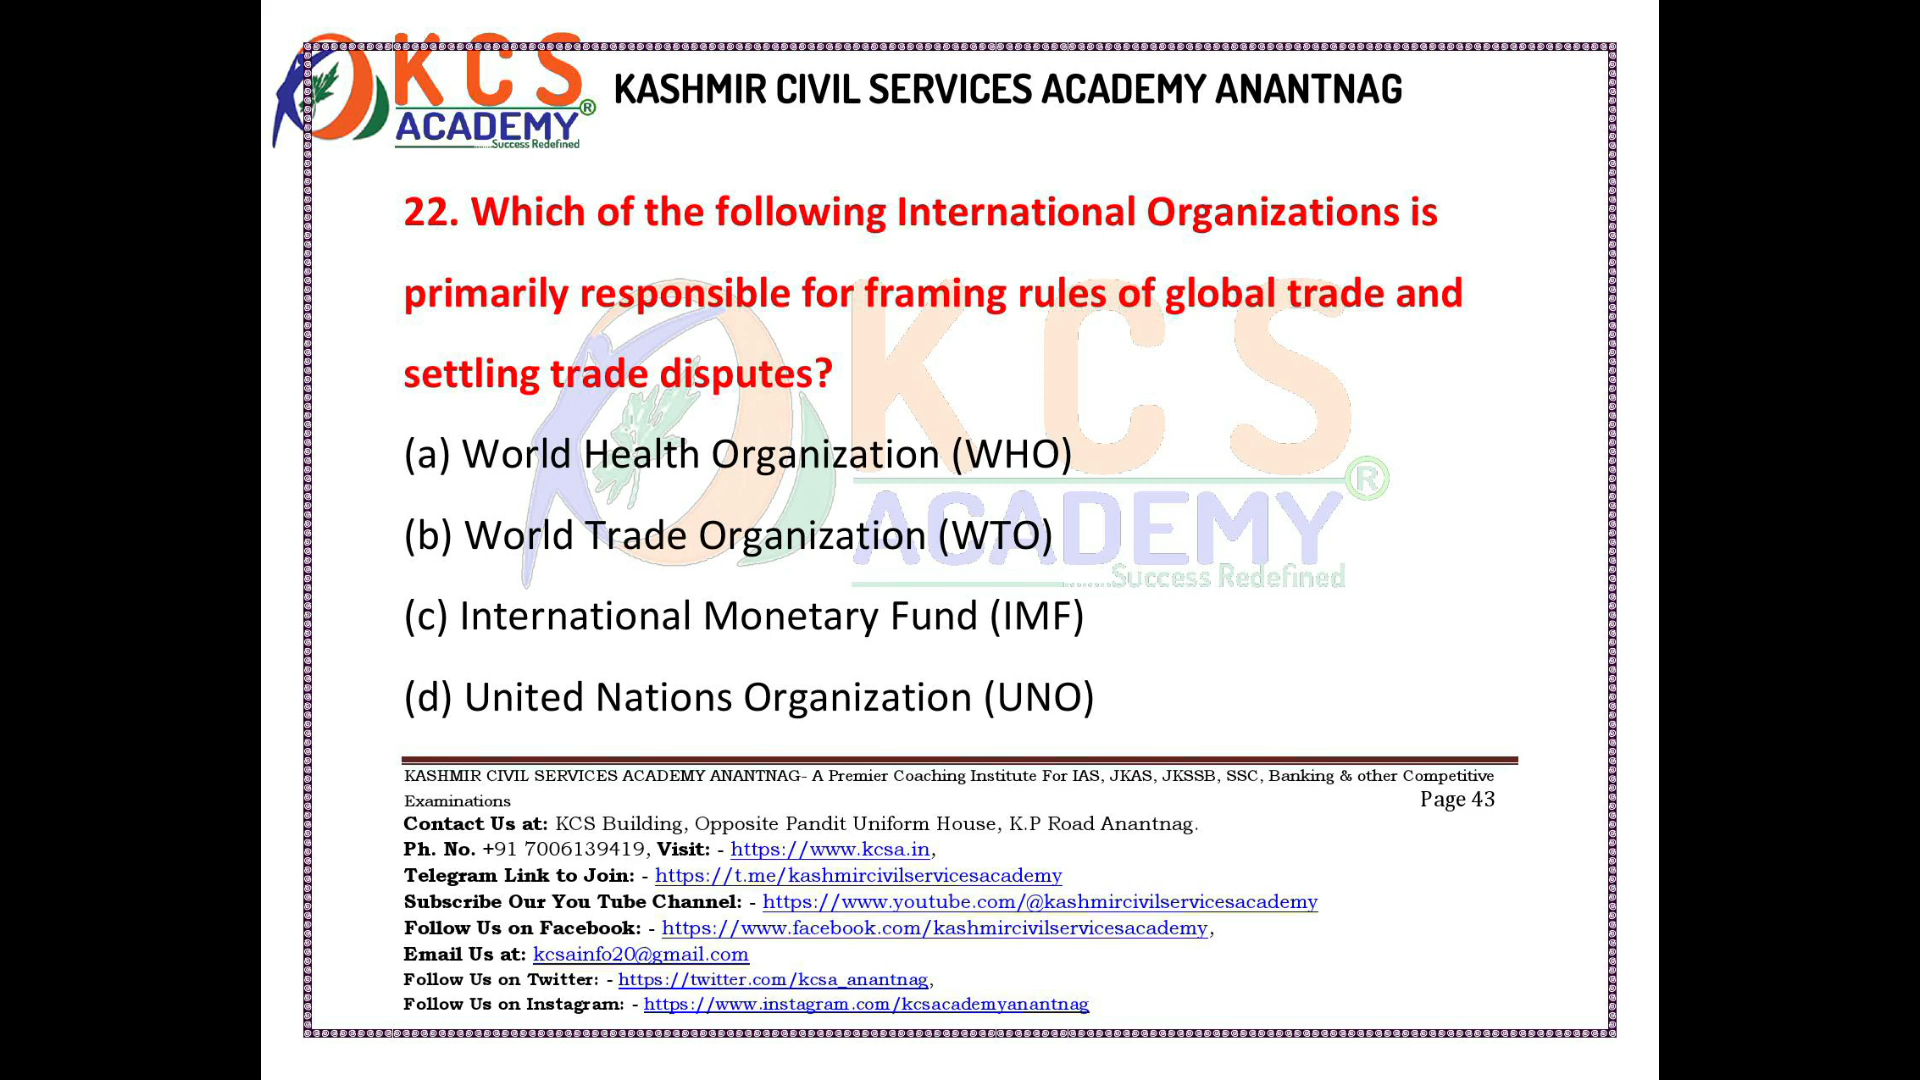 KCS
ACADEMY®
......Success Redefined
KASHMIR CIVIL SERVICES ACADEMY ANANTNAG
22. Which of the following International Organizations is
primarily responsible for framing rules of global trade and
settling trade disputes?
(a) World Health Organization (WHO)
(b) World Trade Organization (WTO)
(c) International Monetary Fund (IMF)
(d) United Nations Organization (UNO)
KCS
ACADEMY®
.......Success Redefined
KASHMIR CIVIL SERVICES ACADEMY ANANTNAG- A Premier Coaching Institute For IAS, JKAS, JKSSB, SSC, Banking & other Competitive
Examinations Page 43
Contact Us at: KCS Building, Opposite Pandit Uniform House, K.P Road Anantnag.
Ph. No. +91 7006139419, Visit: - https://www.kcsa.in,
Telegram Link to Join: - https://t.me/kashmircivilservicesacademy
Subscribe Our You Tube Channel: - https://www.youtube.com/@kashmircivilservicesacademy
Follow Us on Facebook: - https://www.facebook.com/kashmircivilservicesacademy,
Email Us at: kcsainfo20@gmail.com
Follow Us on Twitter: - https://twitter.com/kcsa_anantnag,
Follow Us on Instagram: - https://www.instagram.com/kcsacademyanantnag